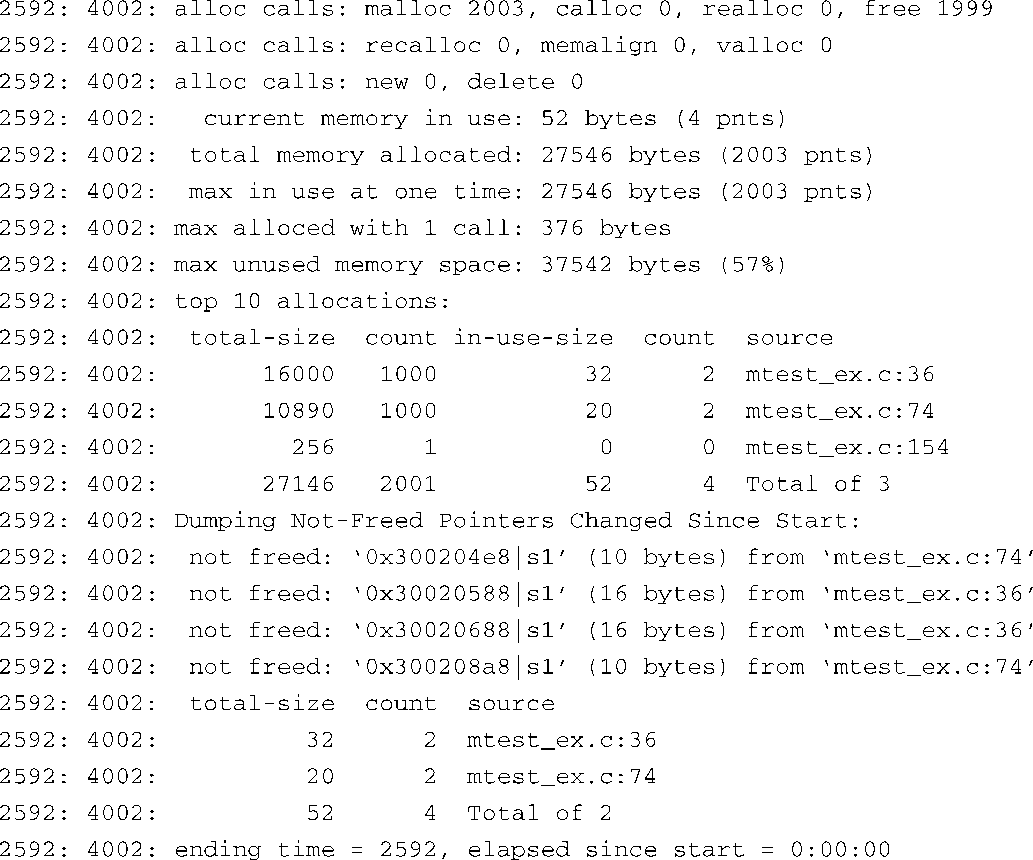 2592: 4002: alloc calls: malloc 2003, calloc 0, realloc 0, free 1999
2592: 4002: alloc calls: recalloc 0, memalign 0, valloc 0
2592: 4002: alloc calls: new 0, delete 0
2592: 4002:   current memory in use: 52 bytes (4 pnts)
2592: 4002:  total memory allocated: 27546 bytes (2003 pnts)
2592: 4002:  max in use at one time: 27546 bytes (2003 pnts)
2592: 4002: max alloced with 1 call: 376 bytes
2592: 4002: max unused memory space: 37542 bytes (57%)
2592: 4002: top 10 allocations:
2592: 4002:  total-size  count in-use-size  count  source
2592: 4002:       16000   1000          32      2  mtest_ex.c:36
2592: 4002:       10890   1000          20      2  mtest_ex.c:74
2592: 4002:         256      1           0      0  mtest_ex.c:154
2592: 4002:       27146   2001          52      4  Total of 3
2592: 4002: Dumping Not-Freed Pointers Changed Since Start:
2592: 4002:  not freed: ‘0x300204e8|s1’ (10 bytes) from ‘mtest_ex.c:74’
2592: 4002:  not freed: ‘0x30020588|s1’ (16 bytes) from ‘mtest_ex.c:36’
2592: 4002:  not freed: ‘0x30020688|s1’ (16 bytes) from ‘mtest_ex.c:36’
2592: 4002:  not freed: ‘0x300208a8|s1’ (10 bytes) from ‘mtest_ex.c:74’
2592: 4002:  total-size  count  source
2592: 4002:          32      2  mtest_ex.c:36
2592: 4002:          20      2  mtest_ex.c:74
2592: 4002:          52      4  Total of 2
2592: 4002: ending time = 2592, elapsed since start = 0:00:00